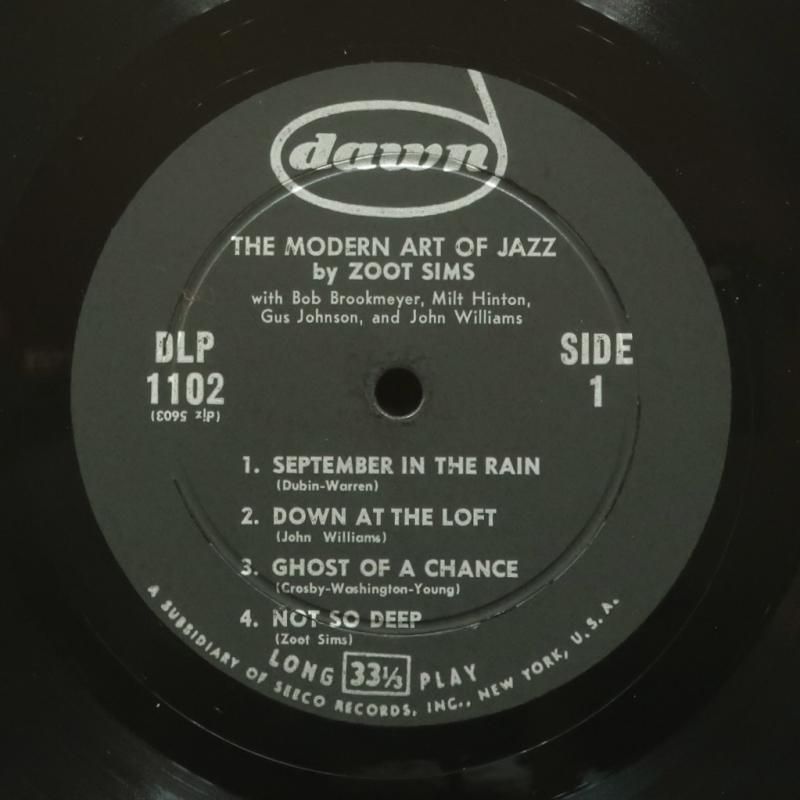 dawn
THE MODERN ART OF JAZZ
by ZOOT SIMS
with Bob Brookmeyer, Milt Hinton,
Gus Johnson, and John Williams
DLP
1102
(dlz 5603)
SIDE
1
1. SEPTEMBER IN THE RAIN
(Dubin-Warren)
2. DOWN AT THE LOFT
(John Williams)
3. GHOST OF A CHANCE
(Crosby-Washington-Young)
4. NOT SO DEEP
(Zoot Sims)
LONG 33⅓ PLAY
A SUBSIDIARY OF SEECO RECORDS, INC., NEW YORK, U. S. A.